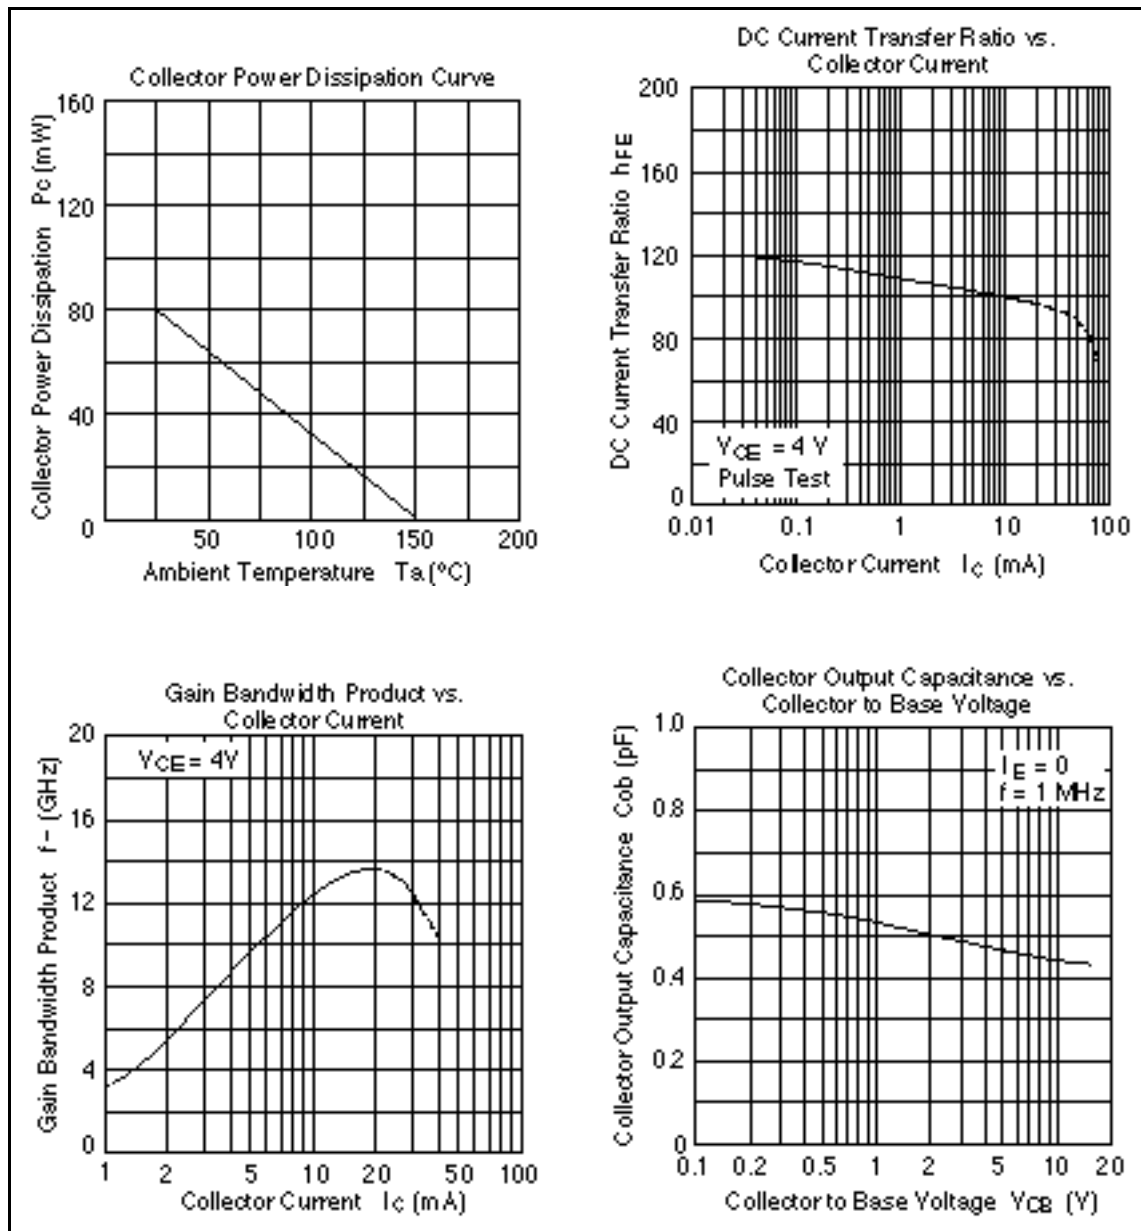 Collector Power Dissipation Curve
160
120
80
40
0
50 100 150 200
Collector Power Dissipation Pc (mW)
Ambient Temperature Ta (°C)
DC Current Transfer Ratio vs.
Collector Current
200
160
120
80
40
0
0.01 0.1 1 10 100
DC Current Transfer Ratio hFE
VCE = 4 V
Pulse Test
Collector Current IC (mA)
Gain Bandwidth Product vs.
Collector Current
20
16
12
8
4
0
1 2 5 10 20 50 100
Gain Bandwidth Product f- (GHz)
VCE = 4V
Collector Current IC (mA)
Collector Output Capacitance vs.
Collector to Base Voltage
1.0
0.8
0.6
0.4
0.2
0
0.1 0.2 0.5 1 2 5 10 20
Collector Output Capacitance Cob (pF)
IE = 0
f = 1 MHz
Collector to Base Voltage VCB (V)